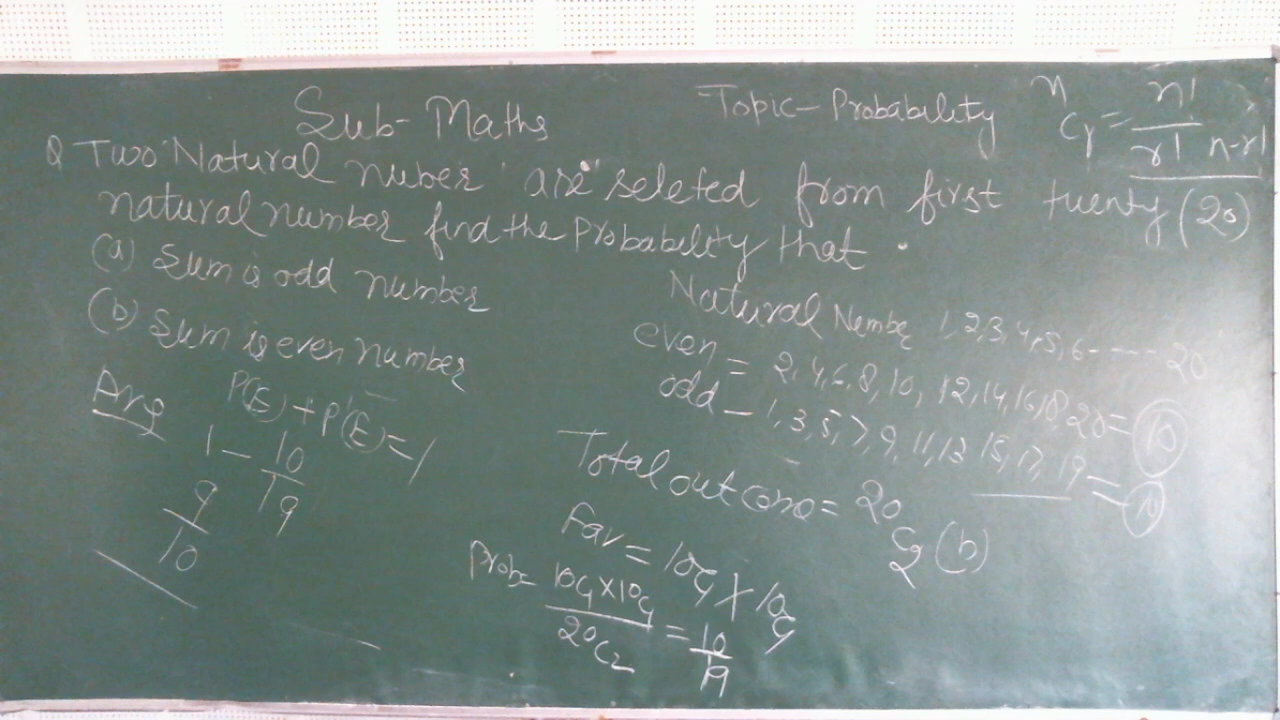 Sub- Maths
Topic- Probability
nCr = n!
r! n-r!
Q Two Natural nuber are seleted from first twenty (20)
natural number find the Probability that .
(a) Sum is odd number
(b) Sum is even number
Natural Nembe 1,2,3,4,5,6----- 20
even = 2,4,6,8,10,12,14,16,18,20= 10
odd - 1,3,5,7,9,11,13 15,17,19 = 10
Ans P(E)+P'(E)=1
1 - 10/19
9/10
Total out come = 20C2 (b)
Fav = 10C1 X 10C1
Prob= 10C1 X 10C1 / 20C2 = 10/19